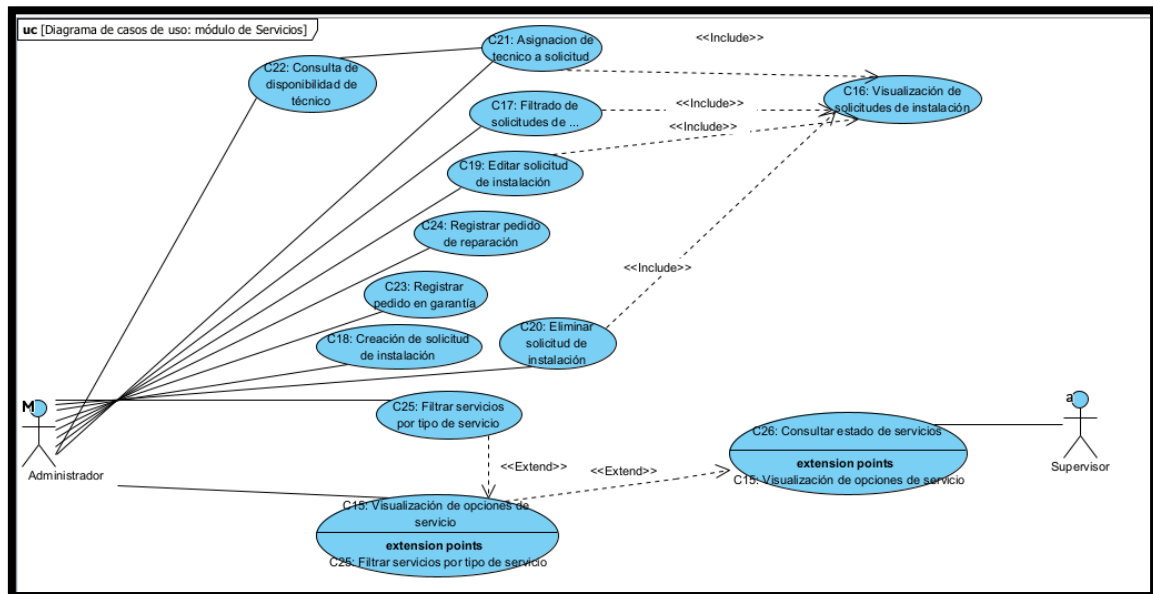 uc [Diagrama de casos de uso: módulo de Servicios]
C21: Asignacion de
tecnico a solicitud
<<Include>>
C22: Consulta de
disponibilidad de
técnico
C16: Visualización de
solicitudes de instalación
C17: Filtrado de
solicitudes de ...
<<Include>>
<<Include>>
C19: Editar solicitud
de instalación
C24: Registrar pedido
de reparación
<<Include>>
C23: Registrar
pedido en garantía
C18: Creación de solicitud
de instalación
C20: Eliminar
solicitud de
instalación
M
Administrador
C25: Filtrar servicios
por tipo de servicio
a
Supervisor
C26: Consultar estado de servicios
extension points
C15: Visualización de opciones de servicio
<<Extend>>
<<Extend>>
C15: Visualización de opciones de
servicio
extension points
C25: Filtrar servicios por tipo de servicio